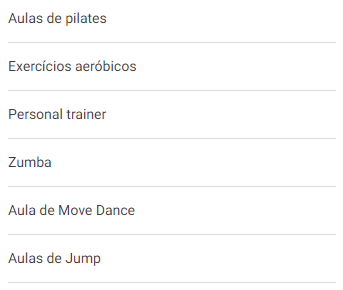 Aulas de pilates
Exercícios aeróbicos
Personal trainer
Zumba
Aula de Move Dance
Aulas de Jump